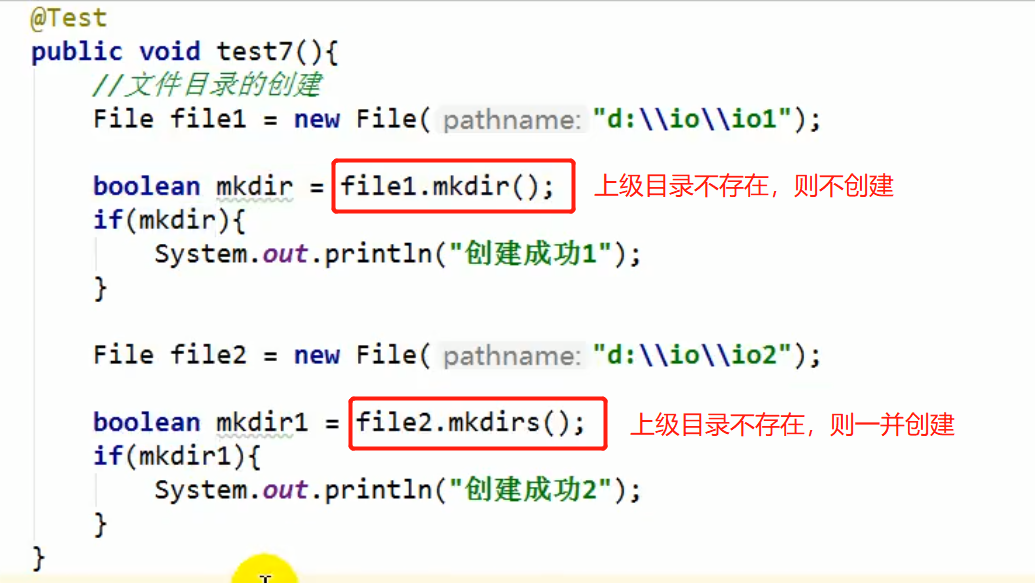 @Test
public void test7(){
//文件目录的创建
File file1 = new File( pathname: "d:\\io\\io1");
boolean mkdir = file1.mkdir(); 上级目录不存在，则不创建
if(mkdir){
System.out.println("创建成功1");
}
File file2 = new File( pathname: "d:\\io\\io2");
boolean mkdir1 = file2.mkdirs(); 上级目录不存在，则一并创建
if(mkdir1){
System.out.println("创建成功2");
}
}